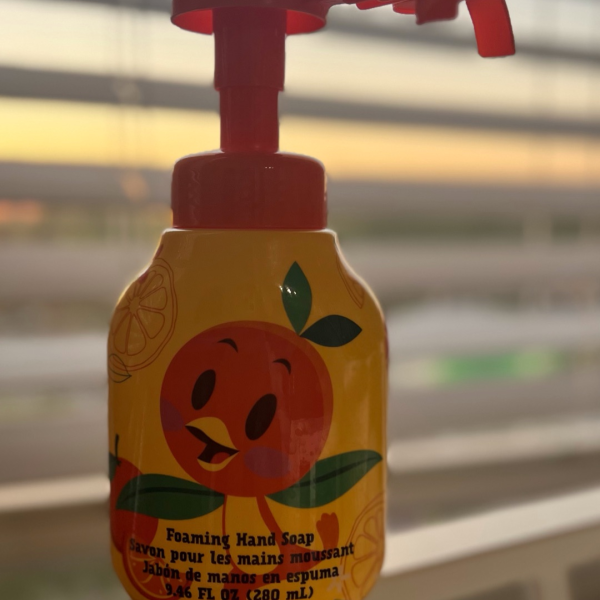 Foaming Hand Soap
Savon pour les mains moussant
Jabón de manos en espuma
9.46 FL OZ (280 mL)